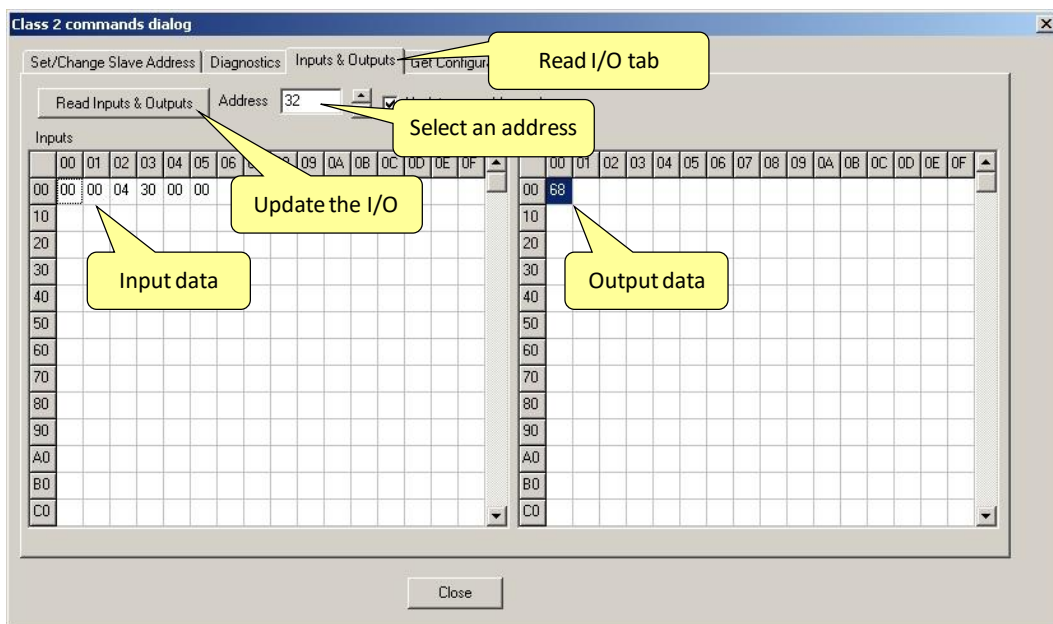 Class 2 commands dialog
Set/Change Slave Address Diagnostics Inputs & Outputs Read I/O tab
Read Inputs & Outputs Address 32 Select an address
Inputs
00 01 02 03 04 05 06 09 0A 0B 0C 0D 0E 0F 00 01 02 03 04 05 06 07 08 09 0A 0B 0C 0D 0E 0F
00 00 00 04 30 00 00 Update the I/O 00 68
10 10
20 20
30 Input data 30 Output data
40 40
50 50
60 60
70 70
80 80
90 90
A0 A0
B0 B0
C0 C0
Close